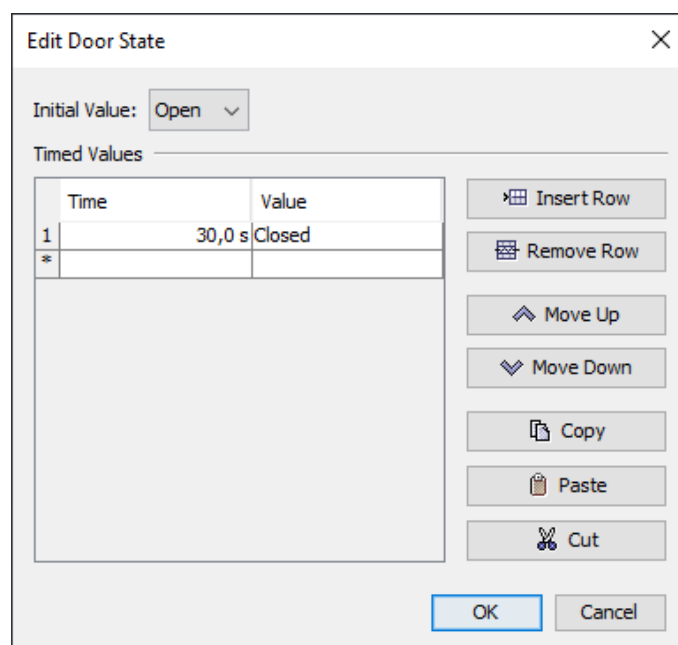 Edit Door State
Initial Value: Open
Timed Values
Time Value
1 30,0 s Closed
*
Insert Row
Remove Row
Move Up
Move Down
Copy
Paste
Cut
OK Cancel